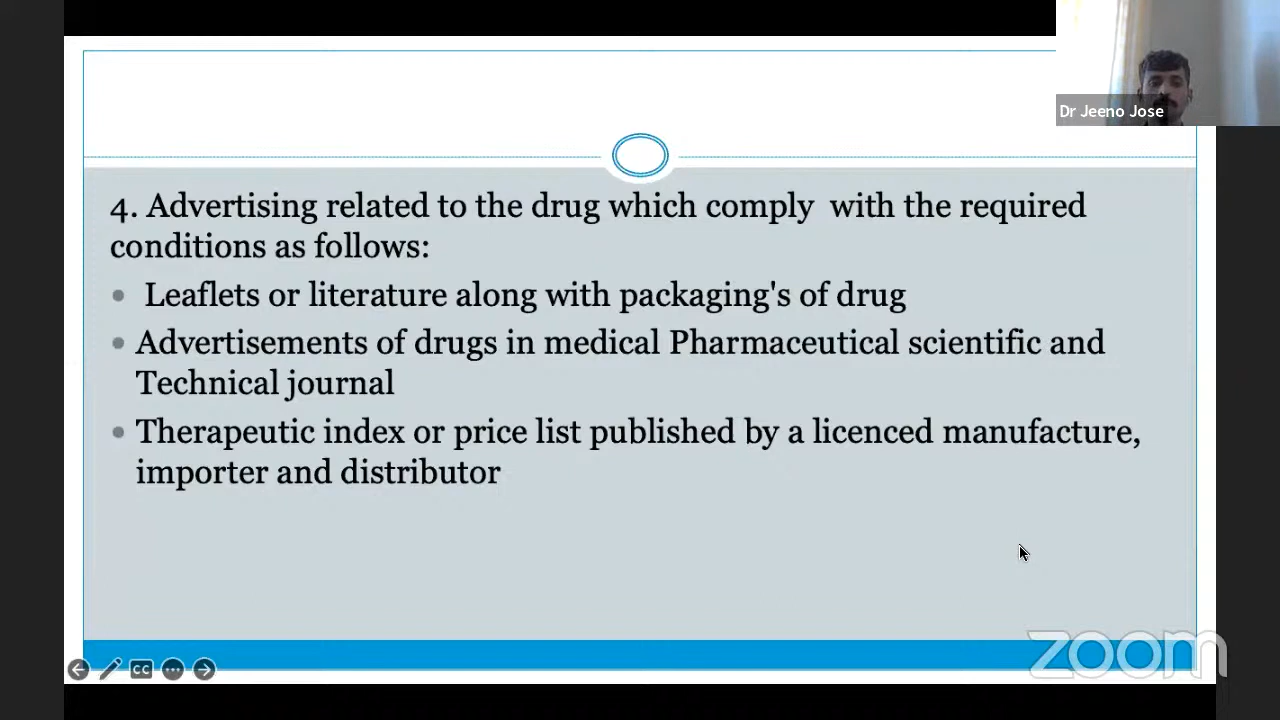 Dr Jeeno Jose
4. Advertising related to the drug which comply  with the required
conditions as follows:
• Leaflets or literature along with packaging's of drug
• Advertisements of drugs in medical Pharmaceutical scientific and
Technical journal
• Therapeutic index or price list published by a licenced manufacture,
importer and distributor
CC
zoom